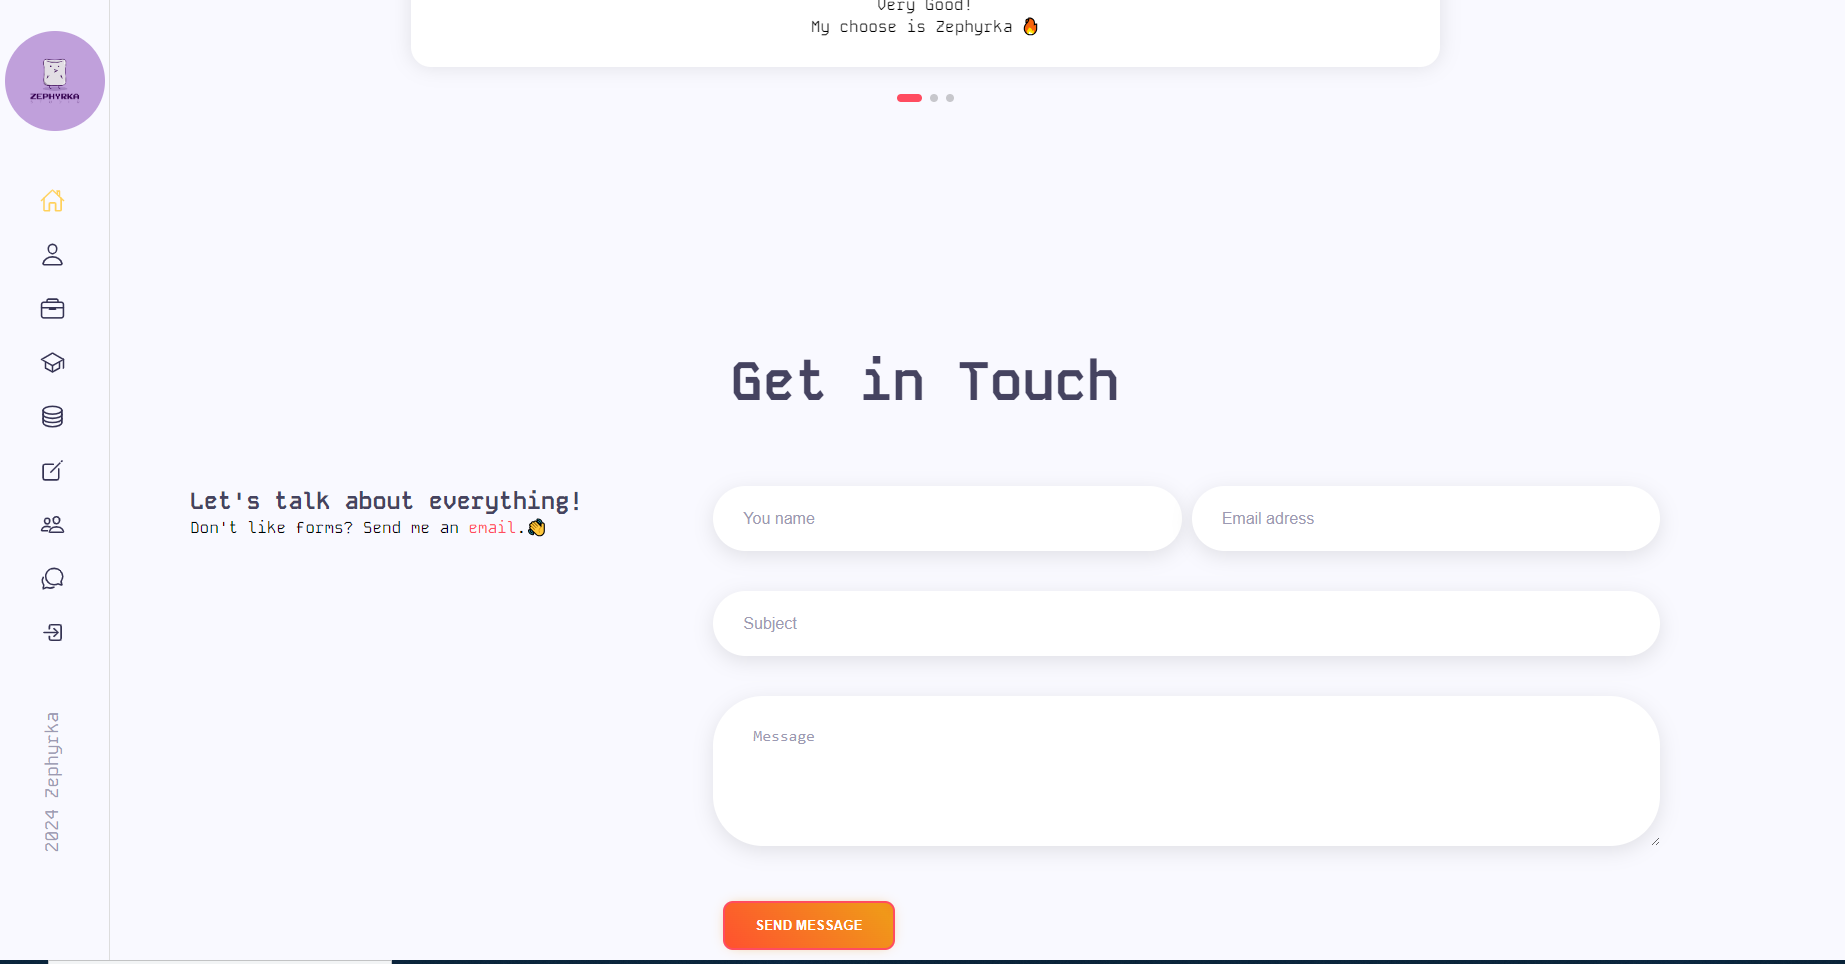 Very Good!
My choose is Zephyrka 🔥
ZEPHYRKA
Get in Touch
Let's talk about everything!
Don't like forms? Send me an email.👏
You name
Email adress
Subject
Message
SEND MESSAGE
2024 Zephyrka